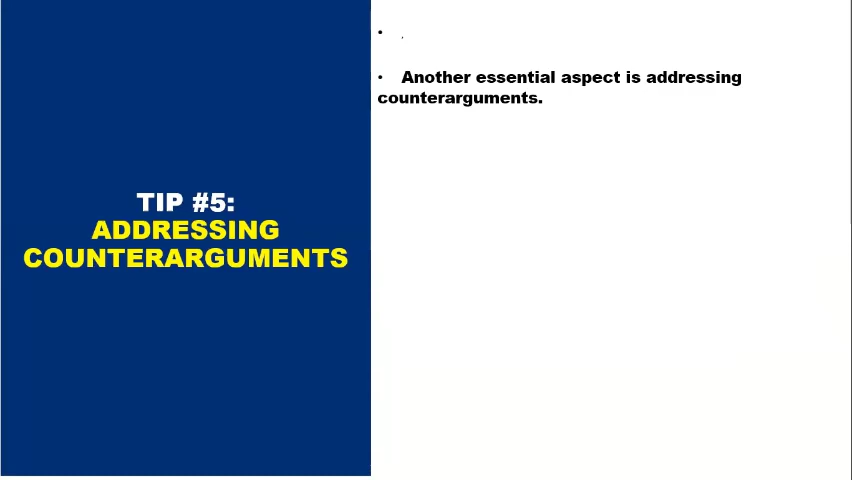 TIP #5:
ADDRESSING
COUNTERARGUMENTS
• ,
• Another essential aspect is addressing
counterarguments.